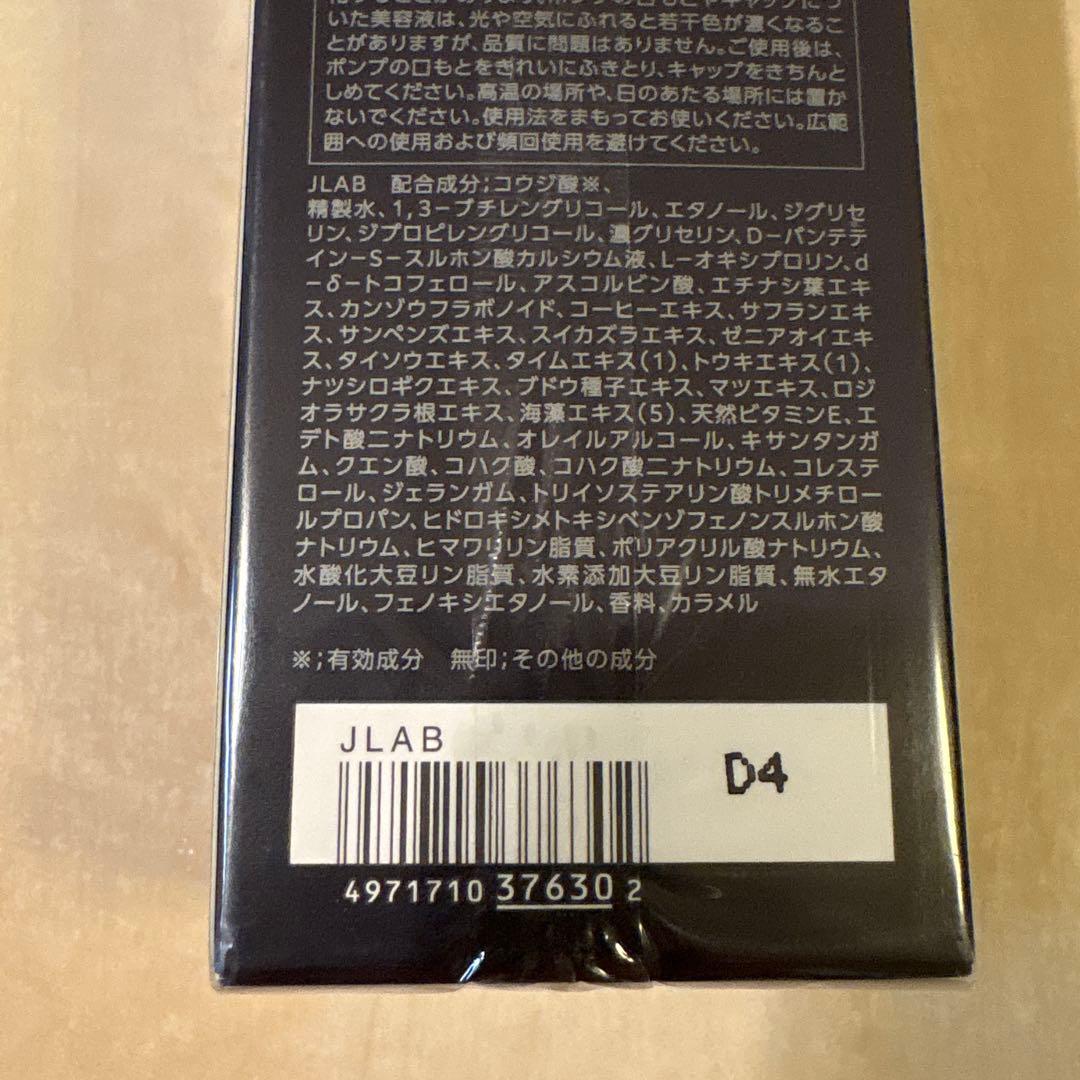 いた美容液は、光や空気にふれると若干色が濃くなるこ
とがありますが、品質に問題はありません。ご使用後は、
ポンプの口もとをきれいにふきとり、キャップをきちんと
しめてください。高温の場所や、日のあたる場所には置か
ないでください。使用法をまもってお使いください。広範
囲への使用および頻回使用を避けてください。
JLAB 配合成分;コウジ酸※、
精製水、1,3−ブチレングリコール、エタノール、ジグリセ
リン、ジプロピレングリコール、濃グリセリン、D−パンテテ
イン−S−スルホン酸カルシウム液、L−オキシプロリン、d
−δ−トコフェロール、アスコルビン酸、エチナシ葉エキ
ス、カンゾウフラボノイド、コーヒーエキス、サフランエキ
ス、サンペンズエキス、スイカズラエキス、ゼニアオイエキ
ス、タイソウエキス、タイムエキス(1)、トウキエキス(1)、
ナツシロギクエキス、ブドウ種子エキス、マツエキス、ロジ
オラサクラ根エキス、海藻エキス(5)、天然ビタミンE、エ
デト酸二ナトリウム、オレイルアルコール、キサンタンガ
ム、クエン酸、コハク酸、コハク酸二ナトリウム、コレステ
ロール、ジェランガム、トリイソステアリン酸トリメチロー
ルプロパン、ヒドロキシメトキシベンゾフェノンスルホン酸
ナトリウム、ヒマワリリン脂質、ポリアクリル酸ナトリウム、
水酸化大豆リン脂質、水素添加大豆リン脂質、無水エタ
ノール、フェノキシエタノール、香料、カラメル
※;有効成分 無印;その他の成分
JLAB
D4
4971710 37630 2